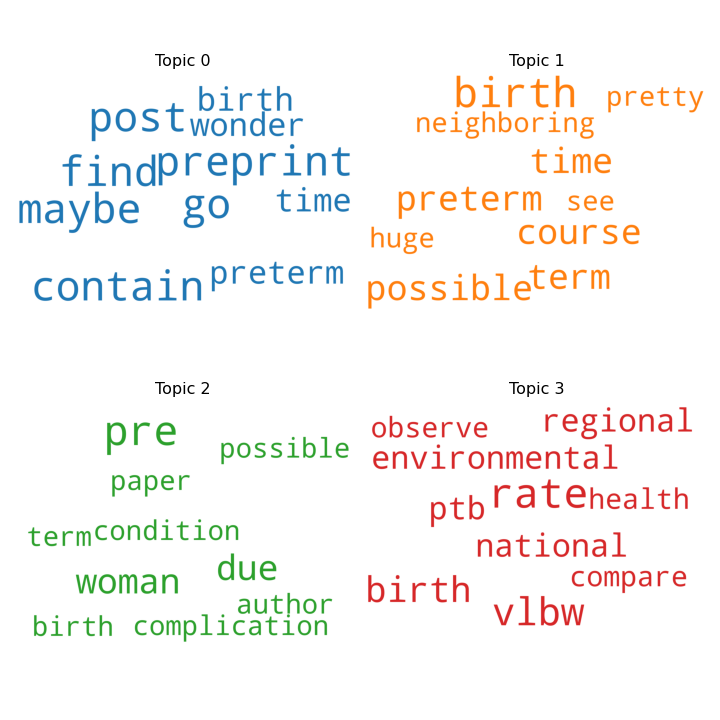 Topic 0
birth
post
wonder
find
preprint
maybe
go
time
contain
preterm
Topic 1
birth
pretty
neighboring
time
preterm
see
huge
course
possible
term
Topic 2
pre
possible
paper
term
condition
woman
due
author
birth
complication
Topic 3
observe
regional
environmental
ptb
rate
health
national
compare
birth
vlbw